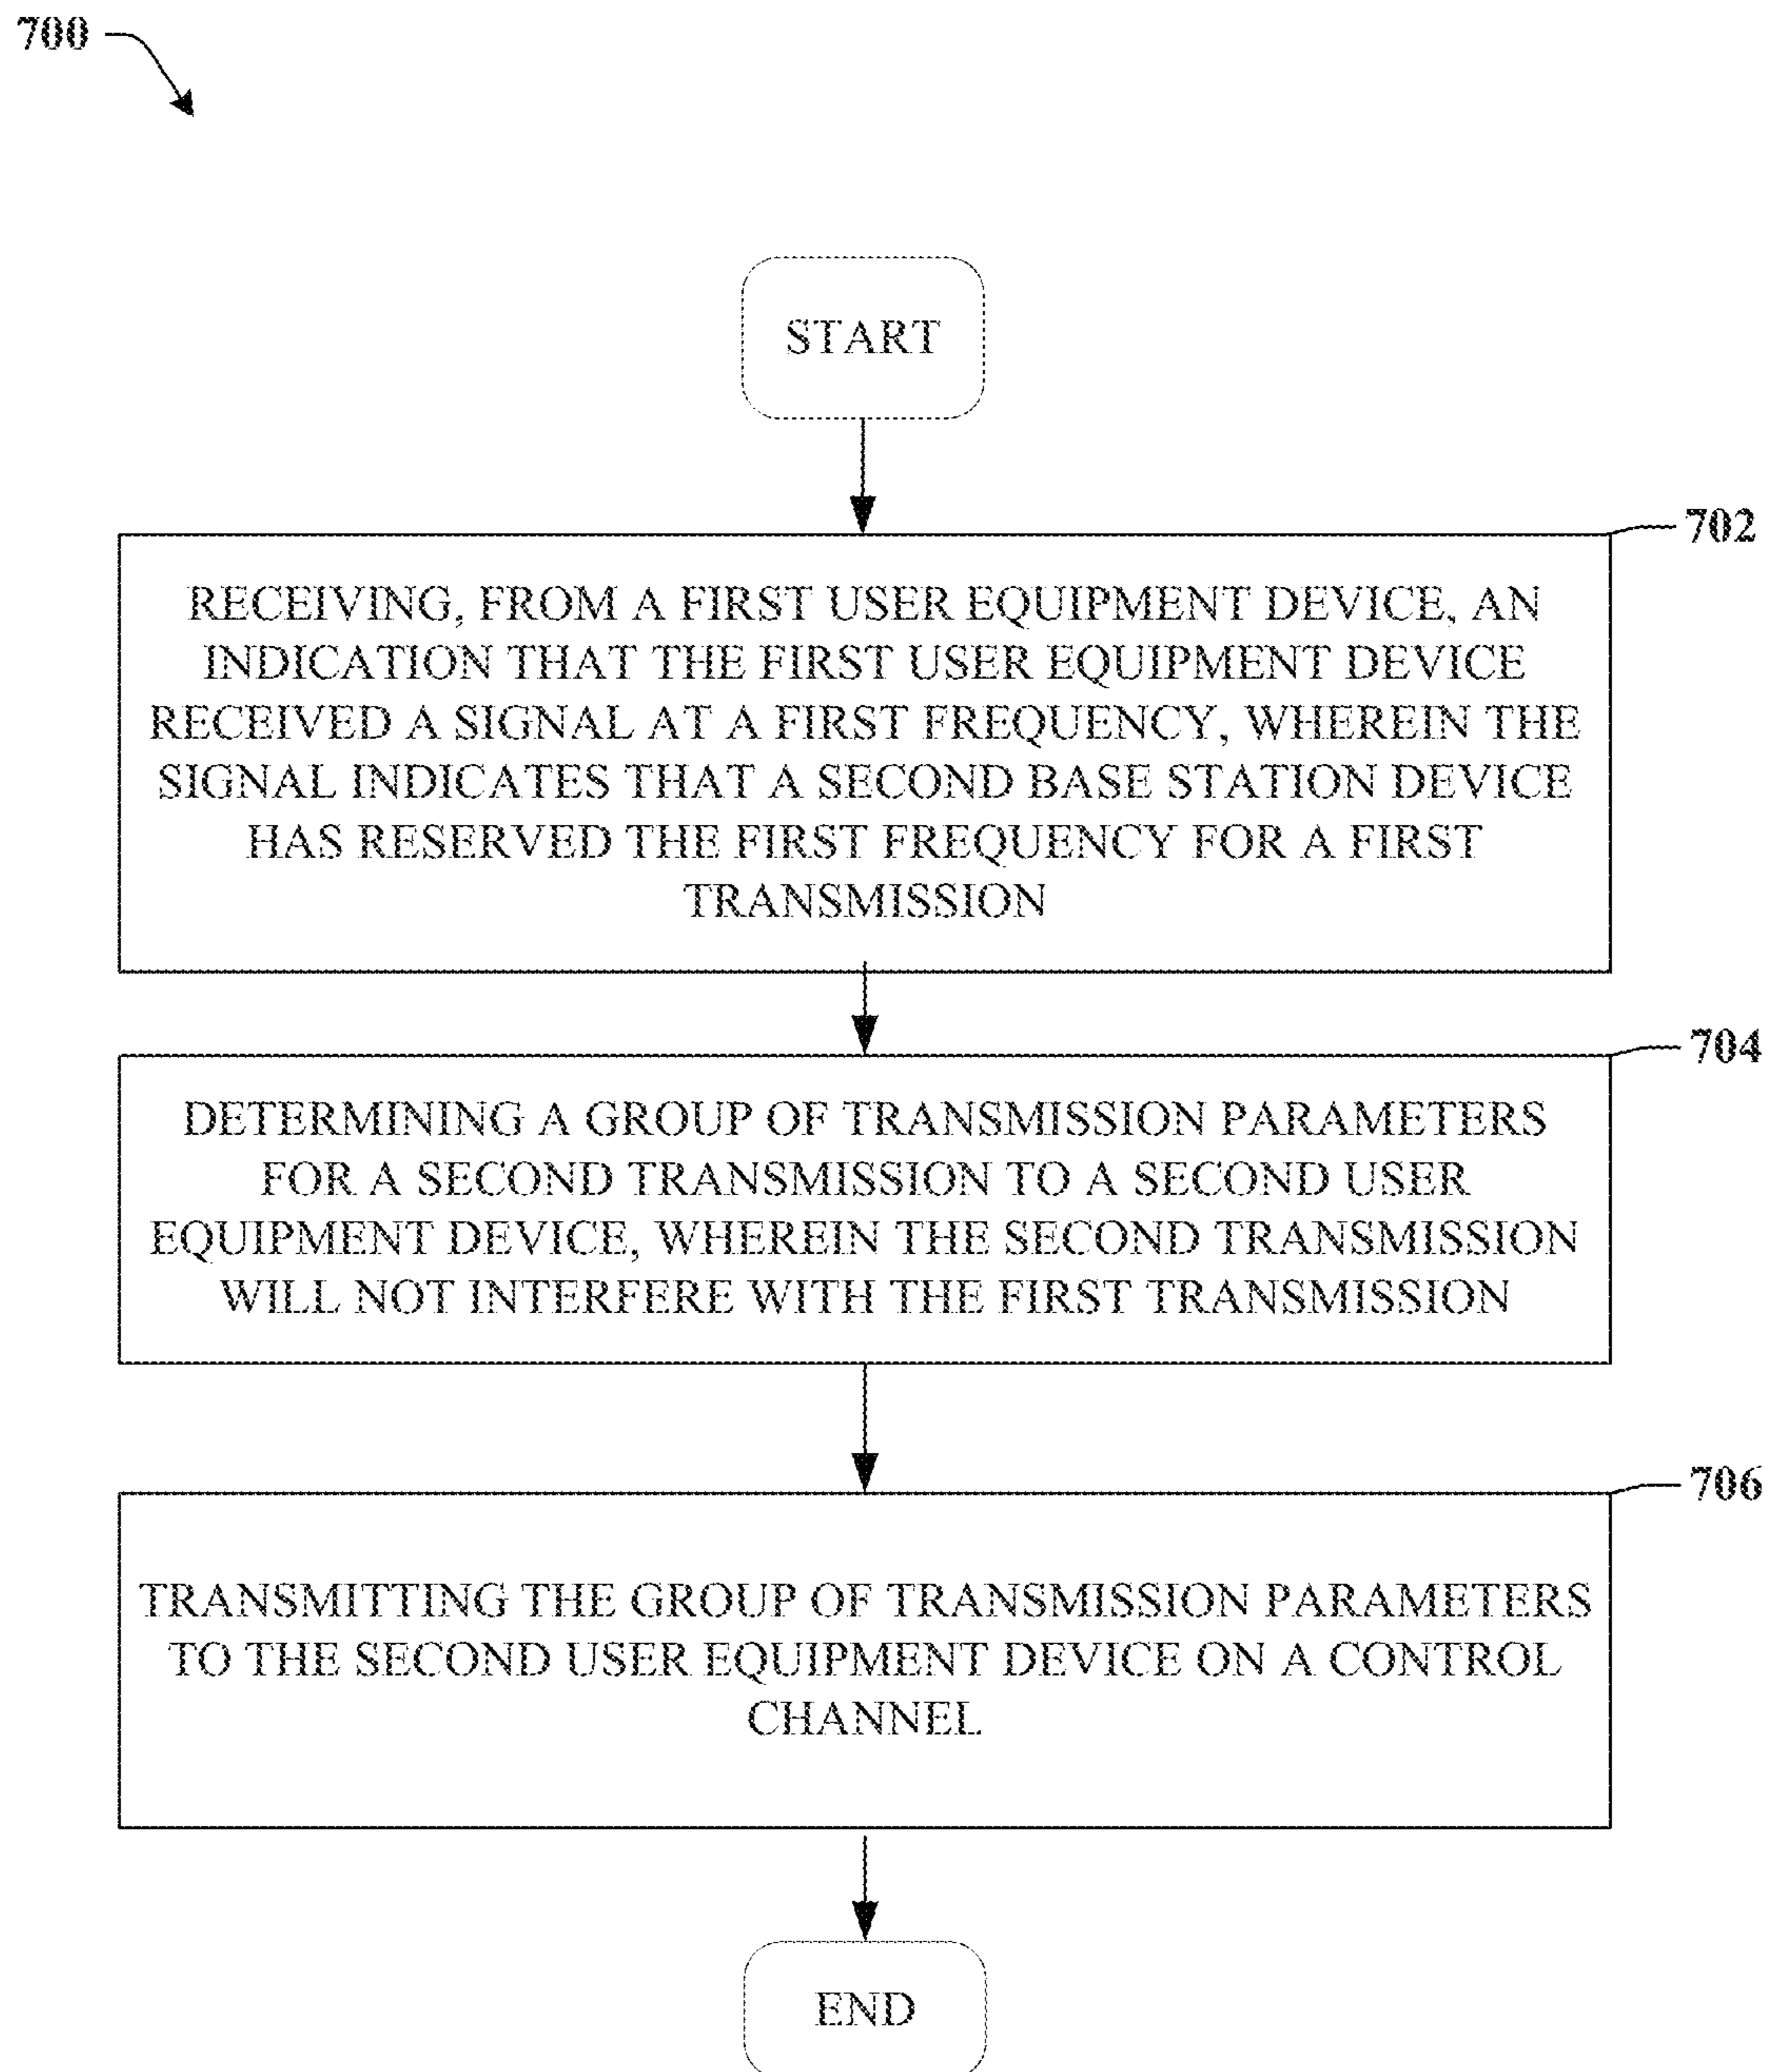 700
START
702
RECEIVING, FROM A FIRST USER EQUIPMENT DEVICE, AN
INDICATION THAT THE FIRST USER EQUIPMENT DEVICE
RECEIVED A SIGNAL AT A FIRST FREQUENCY, WHEREIN THE
SIGNAL INDICATES THAT A SECOND BASE STATION DEVICE
HAS RESERVED THE FIRST FREQUENCY FOR A FIRST
TRANSMISSION
704
DETERMINING A GROUP OF TRANSMISSION PARAMETERS
FOR A SECOND TRANSMISSION TO A SECOND USER
EQUIPMENT DEVICE, WHEREIN THE SECOND TRANSMISSION
WILL NOT INTERFERE WITH THE FIRST TRANSMISSION
706
TRANSMITTING THE GROUP OF TRANSMISSION PARAMETERS
TO THE SECOND USER EQUIPMENT DEVICE ON A CONTROL
CHANNEL
END